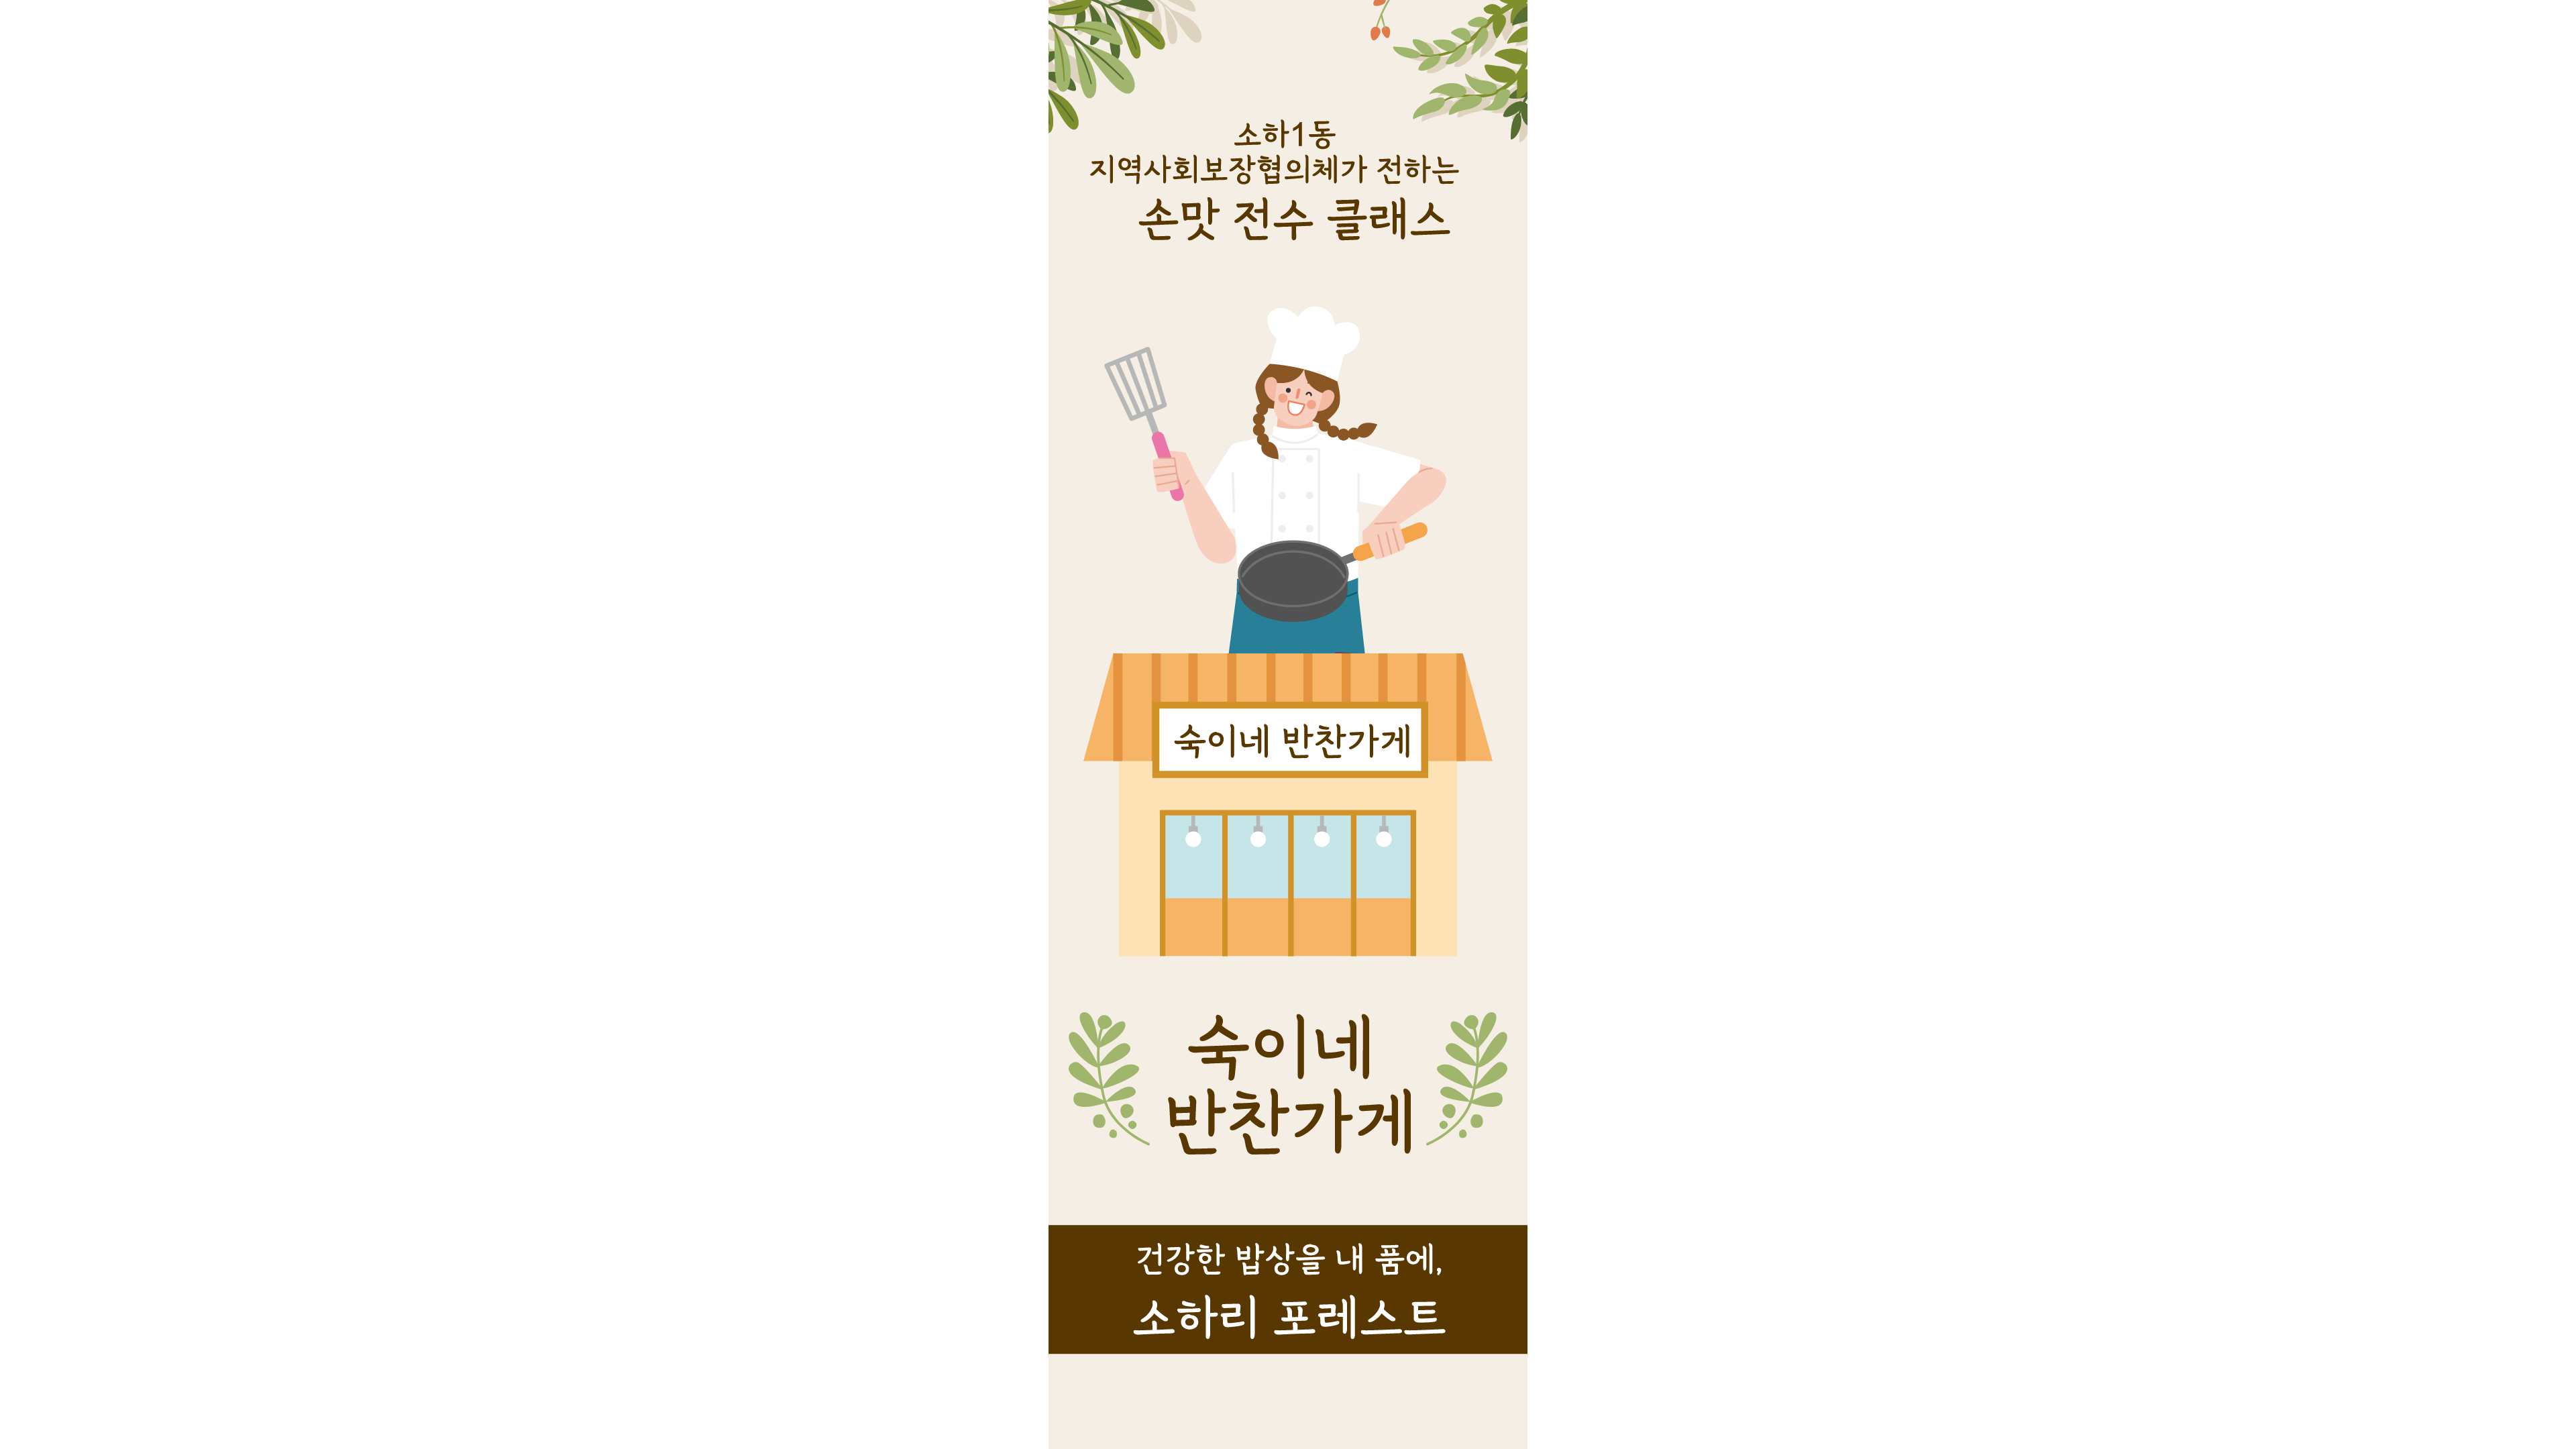 소하1동
지역사회보장협의체가 전하는
손맛 전수 클래스
숙이네 반찬가게
숙이네
반찬가게
건강한 밥상을 내 품에,
소하리 포레스트